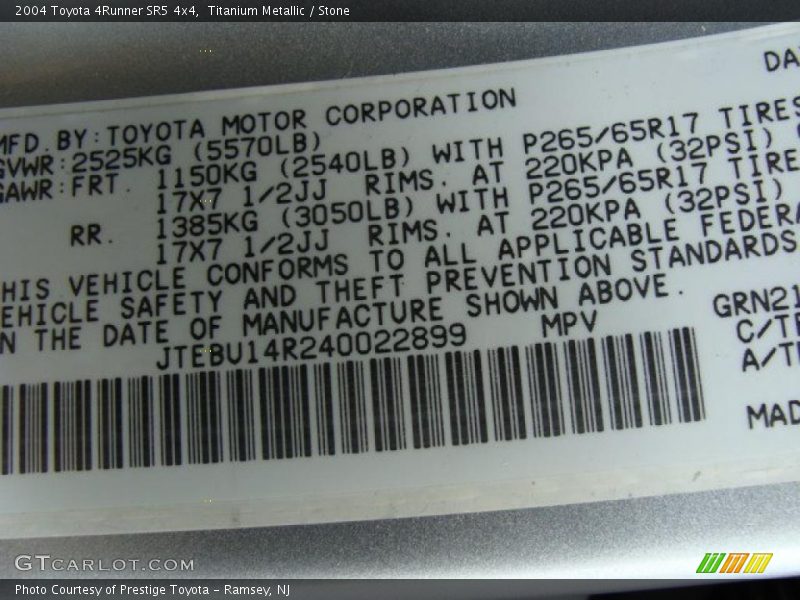 2004 Toyota 4Runner SR5 4x4, Titanium Metallic / Stone
MFD.BY:TOYOTA MOTOR CORPORATION
GVWR:2525KG (5570LB)
GAWR:FRT. 1150KG (2540LB) WITH P265/65R17 TIRES
17X7 1/2JJ RIMS. AT 220KPA (32PSI)
RR. 1385KG (3050LB) WITH P265/65R17 TIRE
17X7 1/2JJ RIMS. AT 220KPA (32PSI)
HIS VEHICLE CONFORMS TO ALL APPLICABLE FEDERA
EHICLE SAFETY AND THEFT PREVENTION STANDARDS
N THE DATE OF MANUFACTURE SHOWN ABOVE.
JTEBU14R240022899 MPV
DA
GRN21
C/T
A/T
MAD
GTCARLOT.COM
Photo Courtesy of Prestige Toyota - Ramsey, NJ